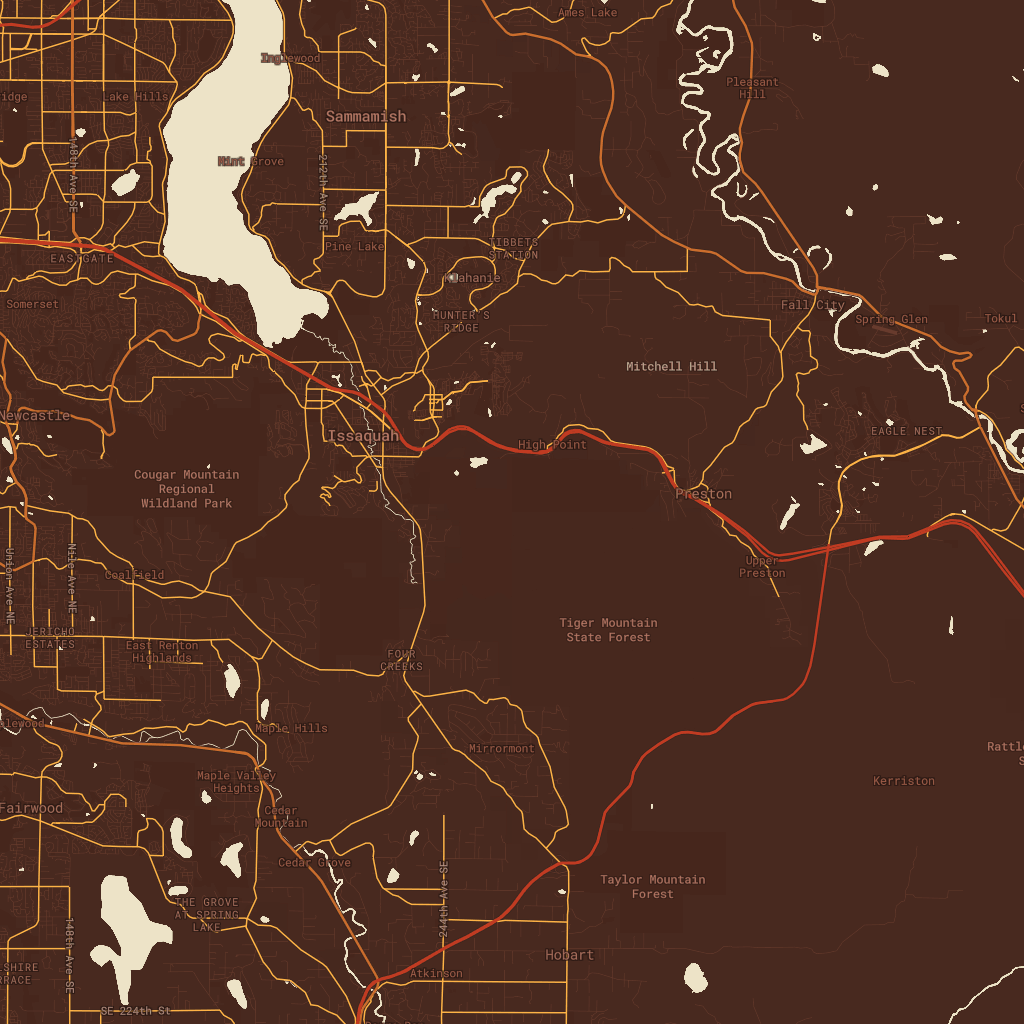 Ames Lake
Inglewood
Pleasant
Hill
Lake Hills
Sammamish
148th-Ave-SE
Mint Grove
212th-Ave-SE
TIBBETS
STATION
Pine Lake
EASTGATE
Somerset
Fall City
Spring Glen
Tokul
HUNTER'S
RIDGE
Mitchell Hill
Newcastle
Issaquah
High Point
EAGLE NEST
Cougar Mountain
Regional
Wildland Park
Preston
Union-Ave-NE
Nile-Ave-NE
Coalfield
Upper
Preston
JERICHO
ESTATES
East Renton
Highlands
Tiger Mountain
State Forest
FOUR
CREEKS
Maple Hills
Mirrormont
Maple Valley
Heights
Kerriston
Fairwood
Cedar
Mountain
Cedar Grove
244th-Ave-SE
Taylor Mountain
Forest
THE GROVE
AT SPRING
LAKE
148th-Ave-SE
Hobart
Atkinson
SE-224th-St